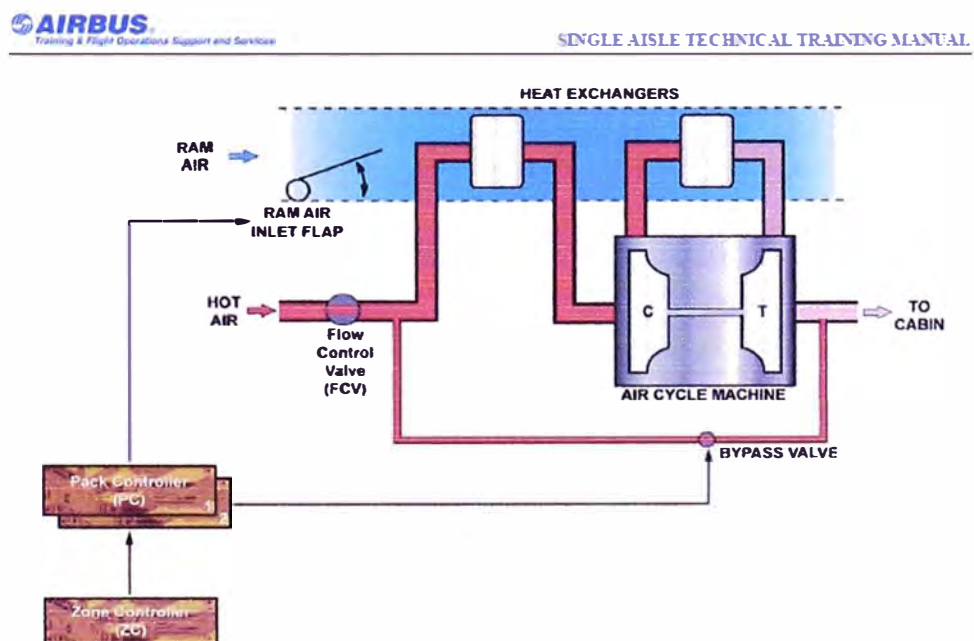 AIRBUS
Training & Flight Operations Support and Services
SINGLE AISLE TECHNICAL TRAINING MANUAL
HEAT EXCHANGERS
RAM
AIR
RAM AIR
INLET FLAP
HOT
AIR
Flow
Control
Valve
(FCV)
C
T
TO
CABIN
AIR CYCLE MACHINE
BYPASS VALVE
Pack Controller
(PC)
1
2
Zone Controller
(ZC)